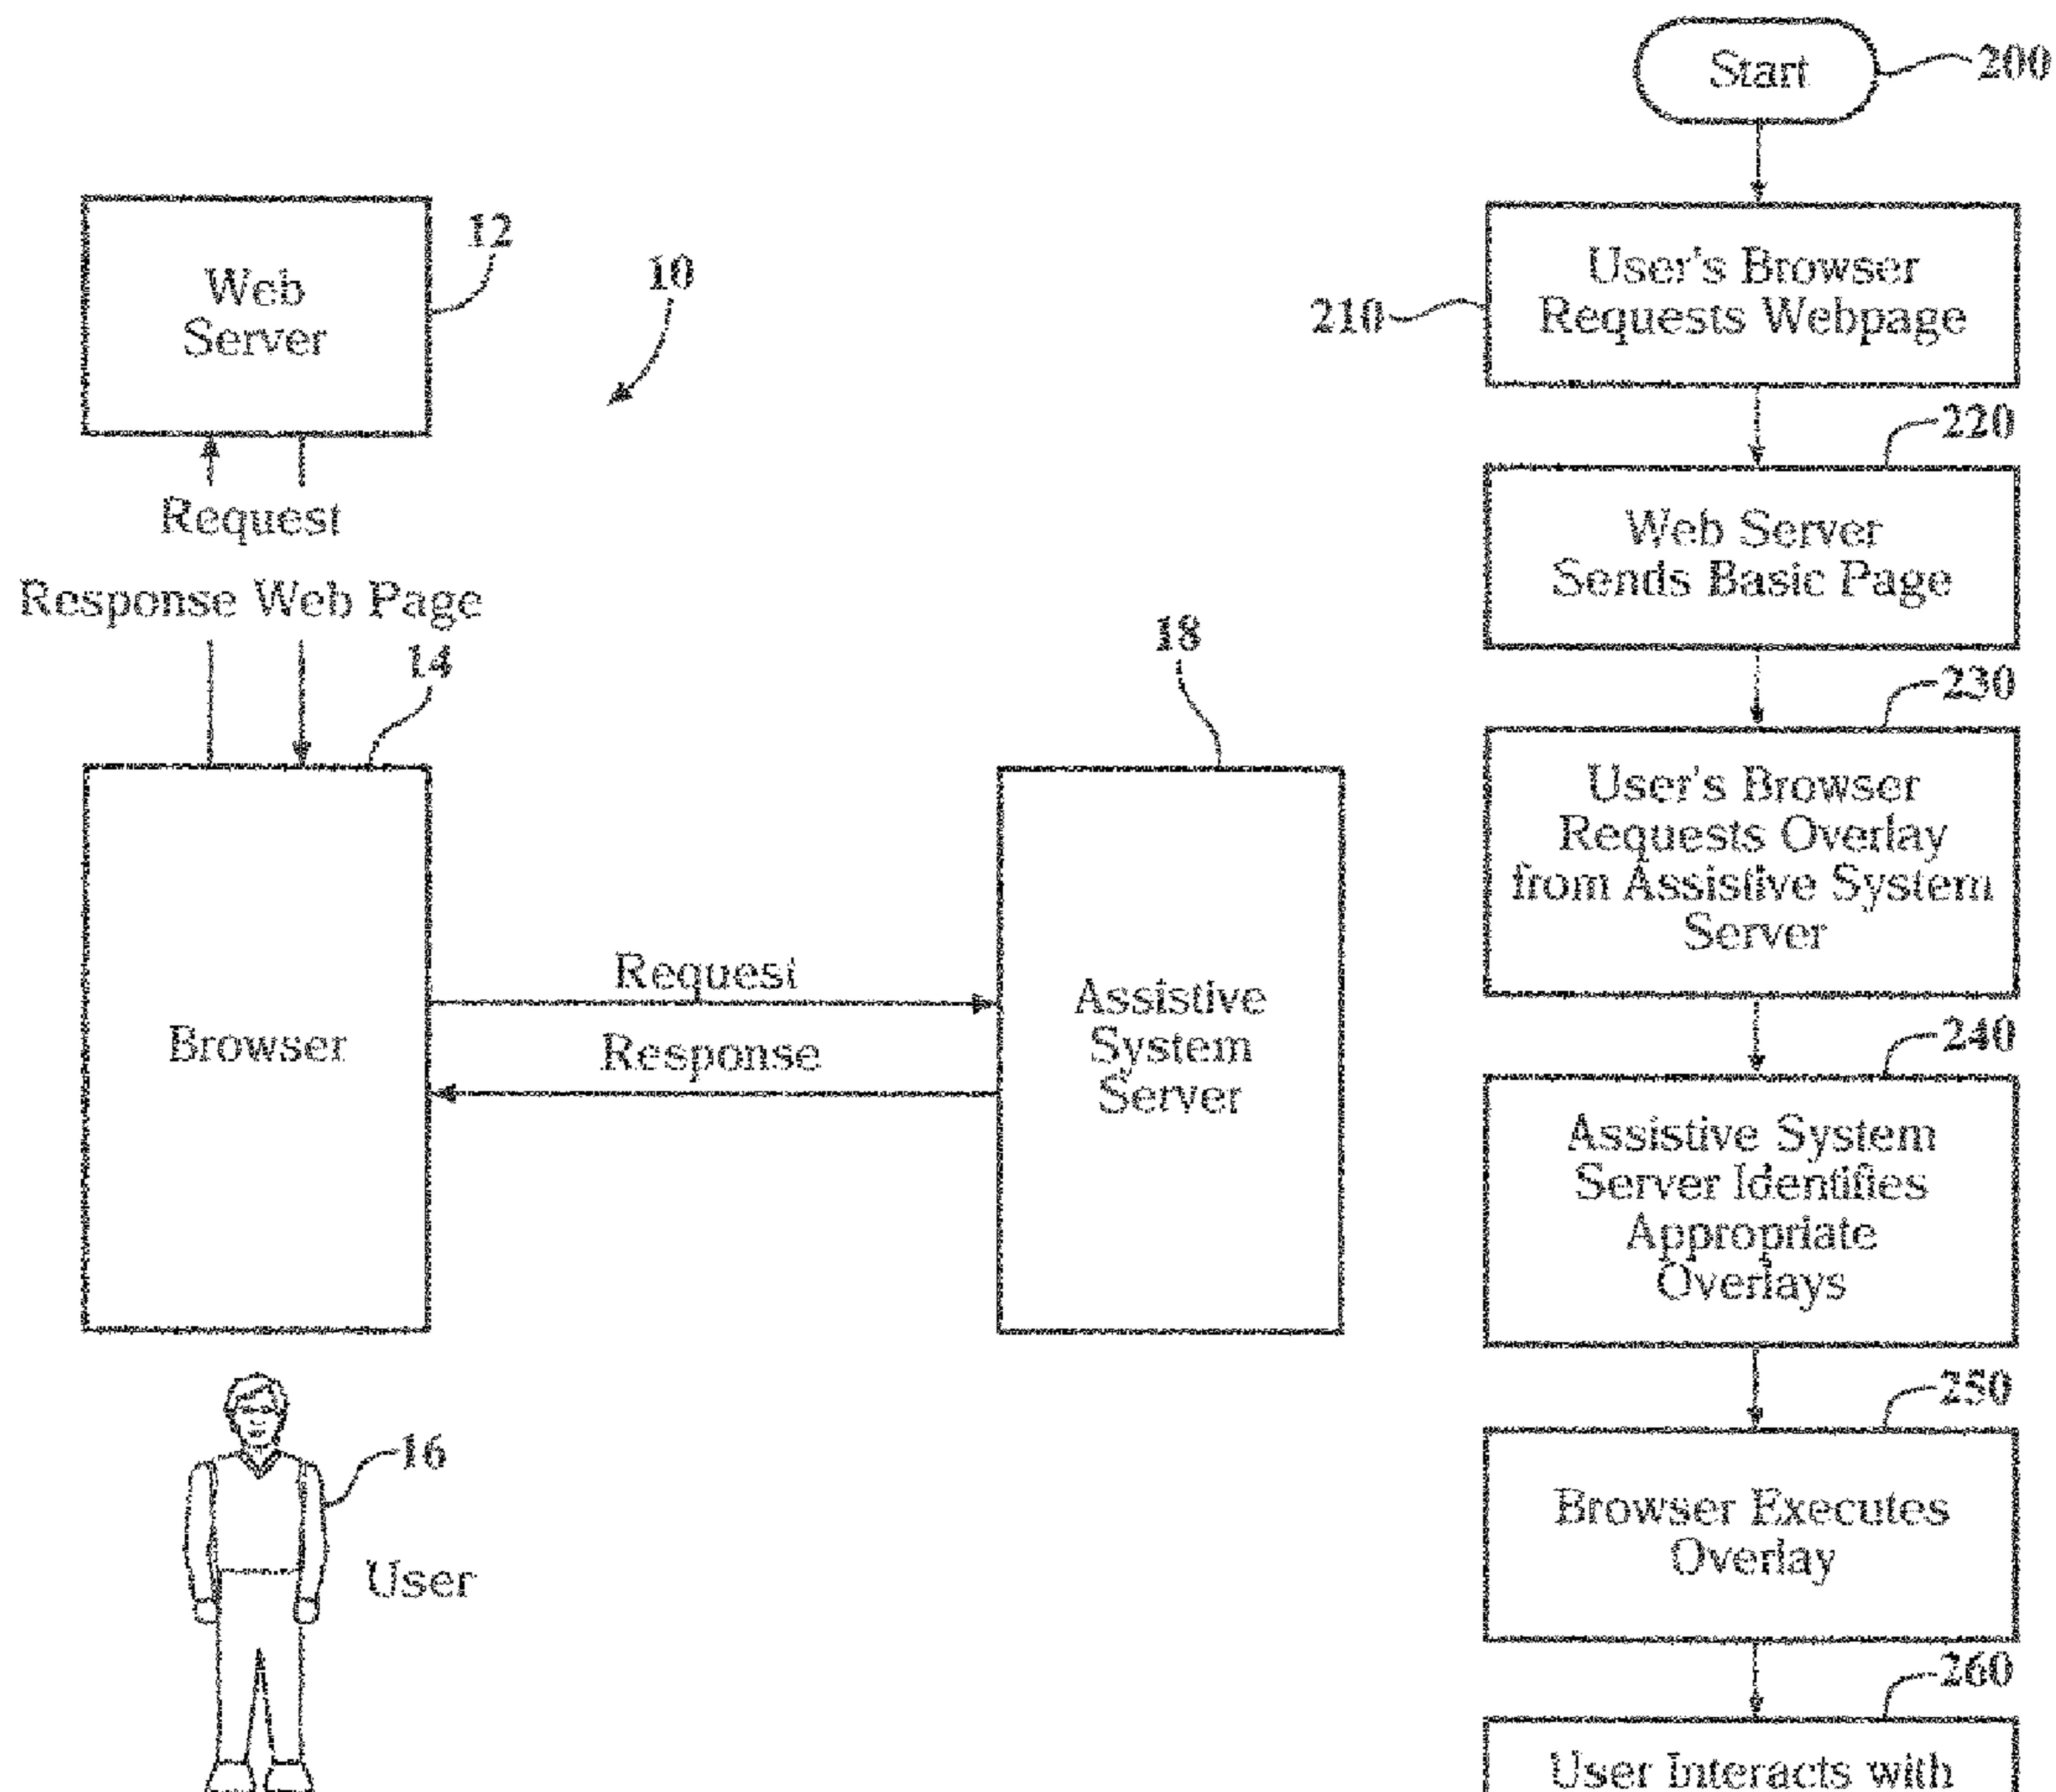 Web
Server
12
10
Request
Response Web Page
14
18
Browser
Request
Response
Assistive
System
Server
16
User
Start
200
User's Browser
Requests Webpage
210
220
Web Server
Sends Basic Page
230
User's Browser
Requests Overlay
from Assistive System
Server
240
Assistive System
Server Identifies
Appropriate
Overlays
250
Browser Executes
Overlay
260
User Interacts with